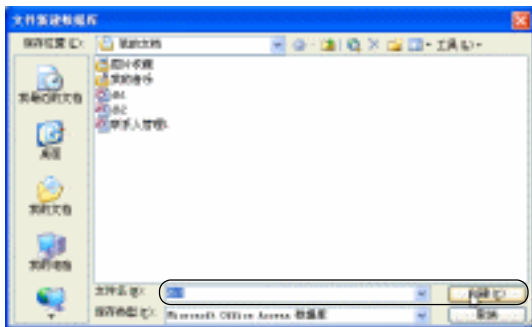 文件新建数据库
保存位置(I):
我的文档
工具(L)
图片收藏
我的音乐
db1
db2
联系人管理1
我最近的文档
桌面
我的文档
我的电脑
文件名(N):
创建(C)
保存类型(T):
Microsoft Office Access 数据库
取消